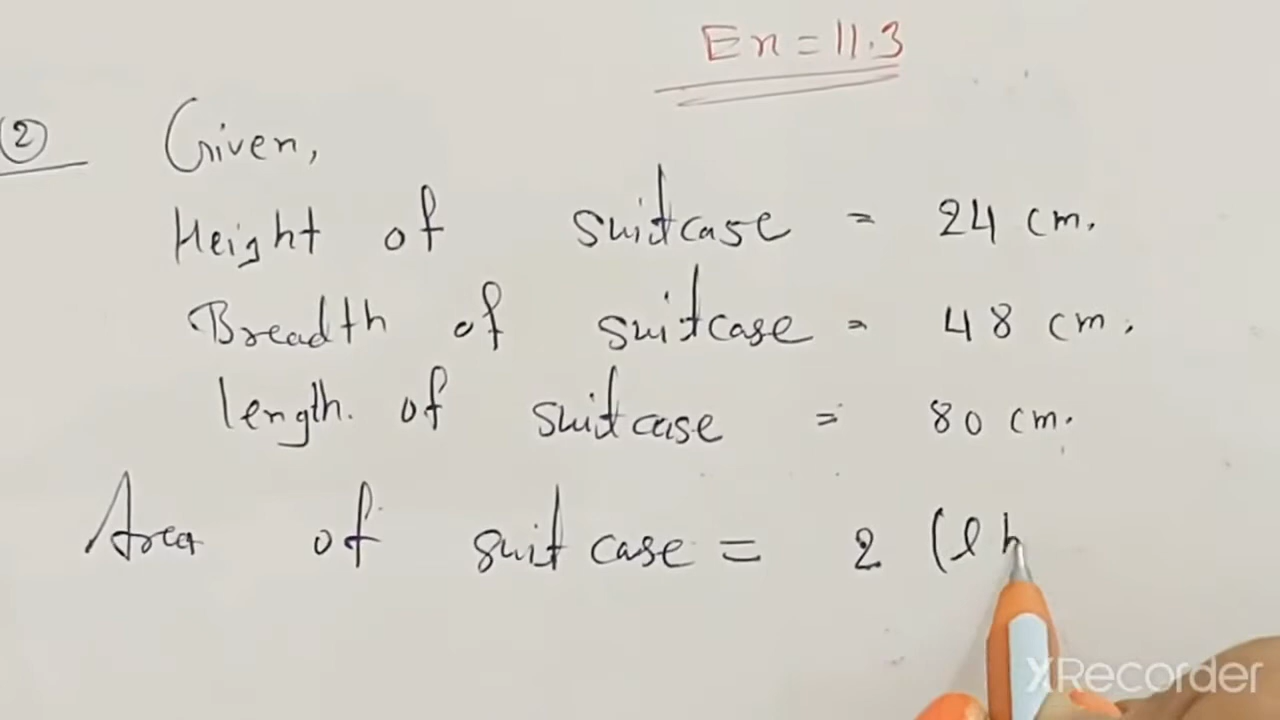 Ex = 11.3
② Given,
Height of suitcase = 24 cm.
Breadth of suitcase = 48 cm.
length. of suitcase = 80 cm.
Area of suitcase = 2 (l h
XRecorder